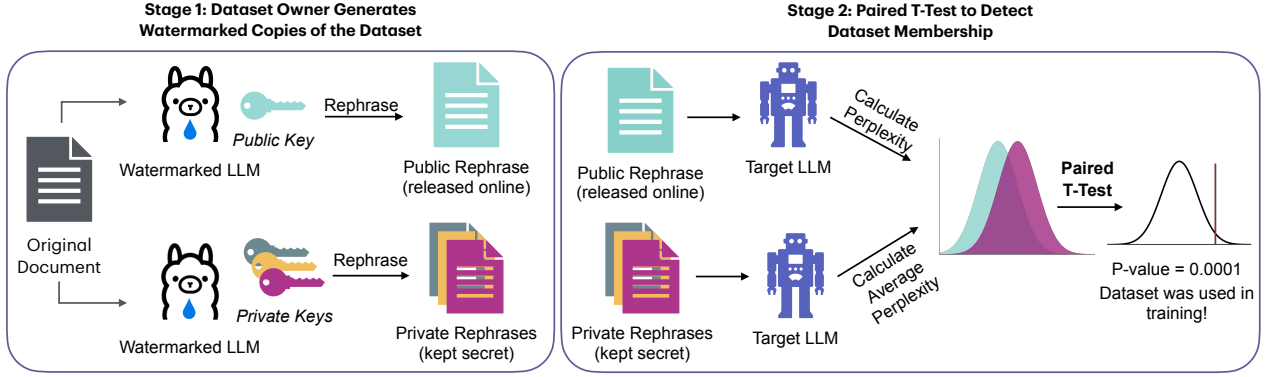 Stage 1: Dataset Owner Generates
Watermarked Copies of the Dataset
Original
Document
Watermarked LLM
Public Key
Rephrase
Public Rephrase
(released online)
Watermarked LLM
Private Keys
Rephrase
Private Rephrases
(kept secret)
Stage 2: Paired T-Test to Detect
Dataset Membership
Public Rephrase
(released online)
Target LLM
Calculate
Perplexity
Private Rephrases
(kept secret)
Target LLM
Calculate
Average
Perplexity
Paired
T-Test
P-value = 0.0001
Dataset was used in
training!